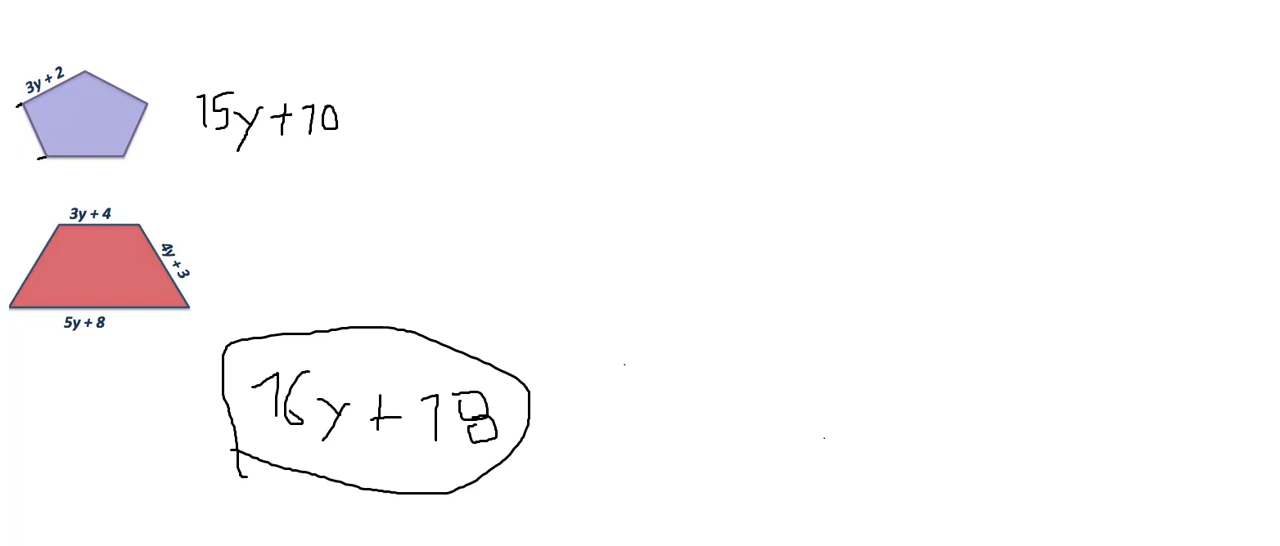 3y + 2
15y + 10
3y + 4
4y + 3
5y + 8
16y + 18